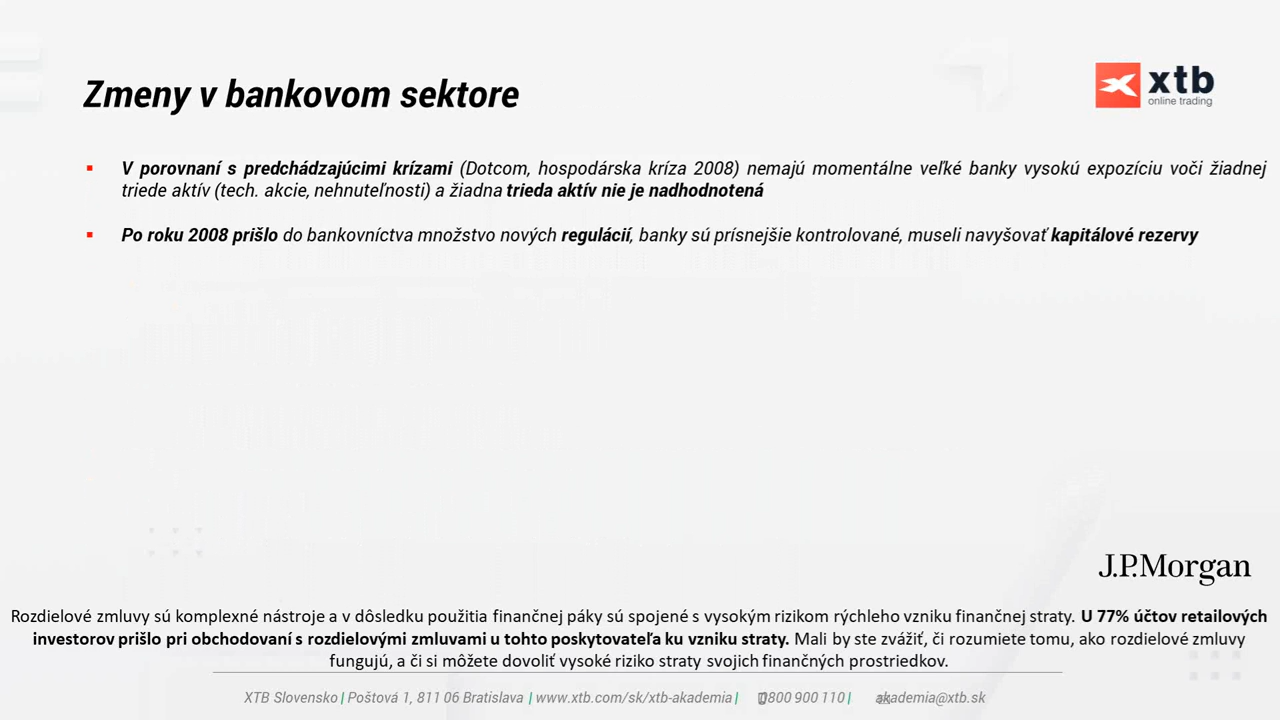 Zmeny v bankovom sektore
xtb
online trading
V porovnaní s predchádzajúcimi krízami (Dotcom, hospodárska kríza 2008) nemajú momentálne veľké banky vysokú expozíciu voči žiadnej
triede aktív (tech. akcie, nehnuteľnosti) a žiadna trieda aktív nie je nadhodnotená
Po roku 2008 prišlo do bankovníctva množstvo nových regulácií, banky sú prísnejšie kontrolované, museli navyšovať kapitálové rezervy
J.P.Morgan
Rozdielové zmluvy sú komplexné nástroje a v dôsledku použitia finančnej páky sú spojené s vysokým rizikom rýchleho vzniku finančnej straty. U 77% účtov retailových
investorov prišlo pri obchodovaní s rozdielovými zmluvami u tohto poskytovateľa ku vzniku straty. Mali by ste zvážiť, či rozumiete tomu, ako rozdielové zmluvy
fungujú, a či si môžete dovoliť vysoké riziko straty svojich finančných prostriedkov.
XTB Slovensko | Poštová 1, 811 06 Bratislava | www.xtb.com/sk/xtb-akademia | 0800 900 110 | akademia@xtb.sk